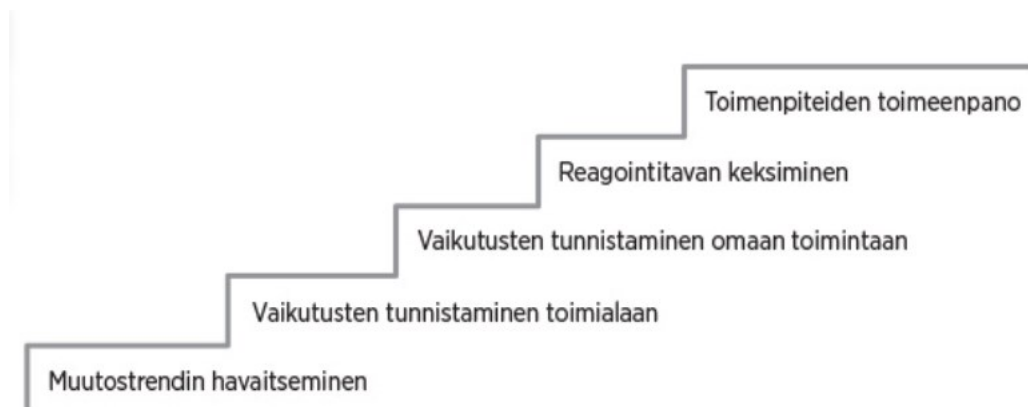 Toimenpiteiden toimeenpano
Reagointitavan keksiminen
Vaikutusten tunnistaminen omaan toimintaan
Vaikutusten tunnistaminen toimialaan
Muutostrendin havaitseminen